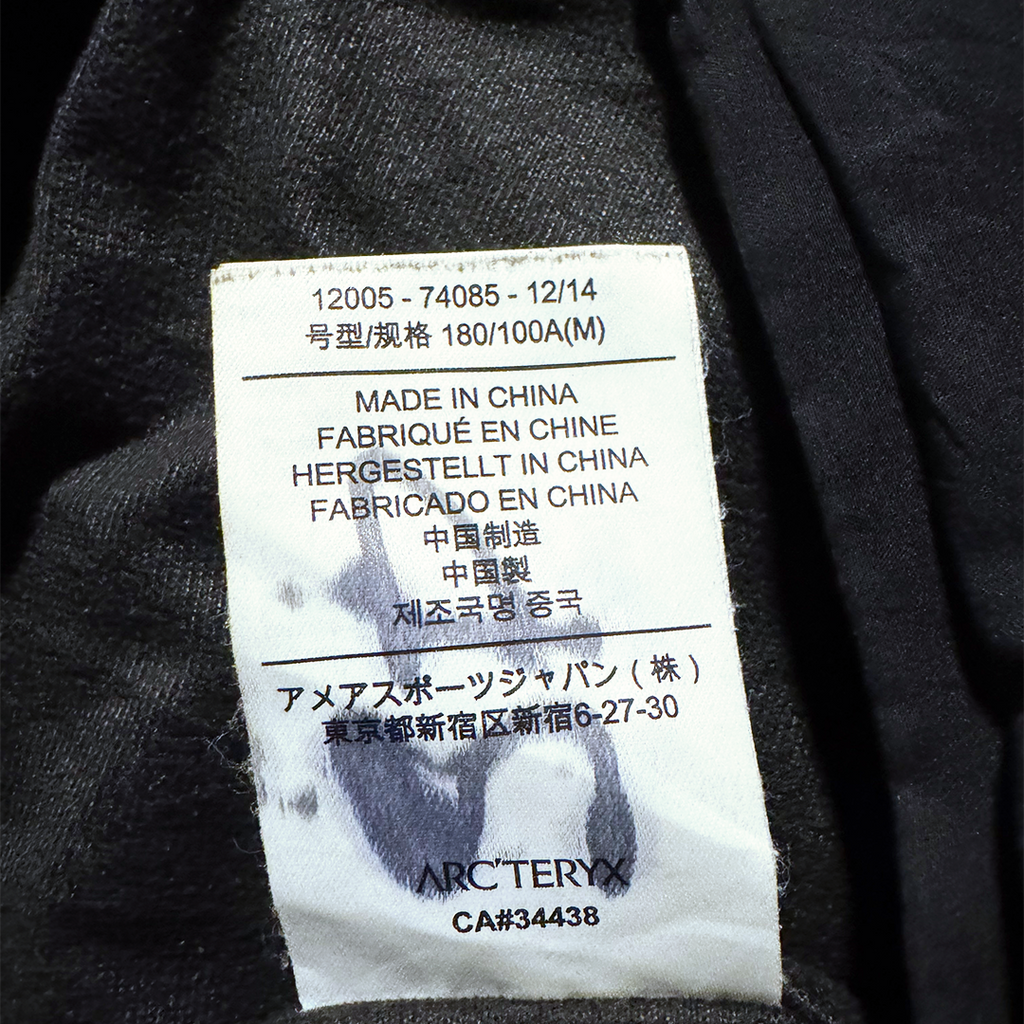 12005 - 74085 - 12/14
号型/规格 180/100A(M)
MADE IN CHINA
FABRIQUÉ EN CHINE
HERGESTELLT IN CHINA
FABRICADO EN CHINA
中国制造
中国製
제조국명 중국
アメアスポーツジャパン ( 株 )
東京都新宿区新宿6-27-30
ARC'TERYX
CA#34438